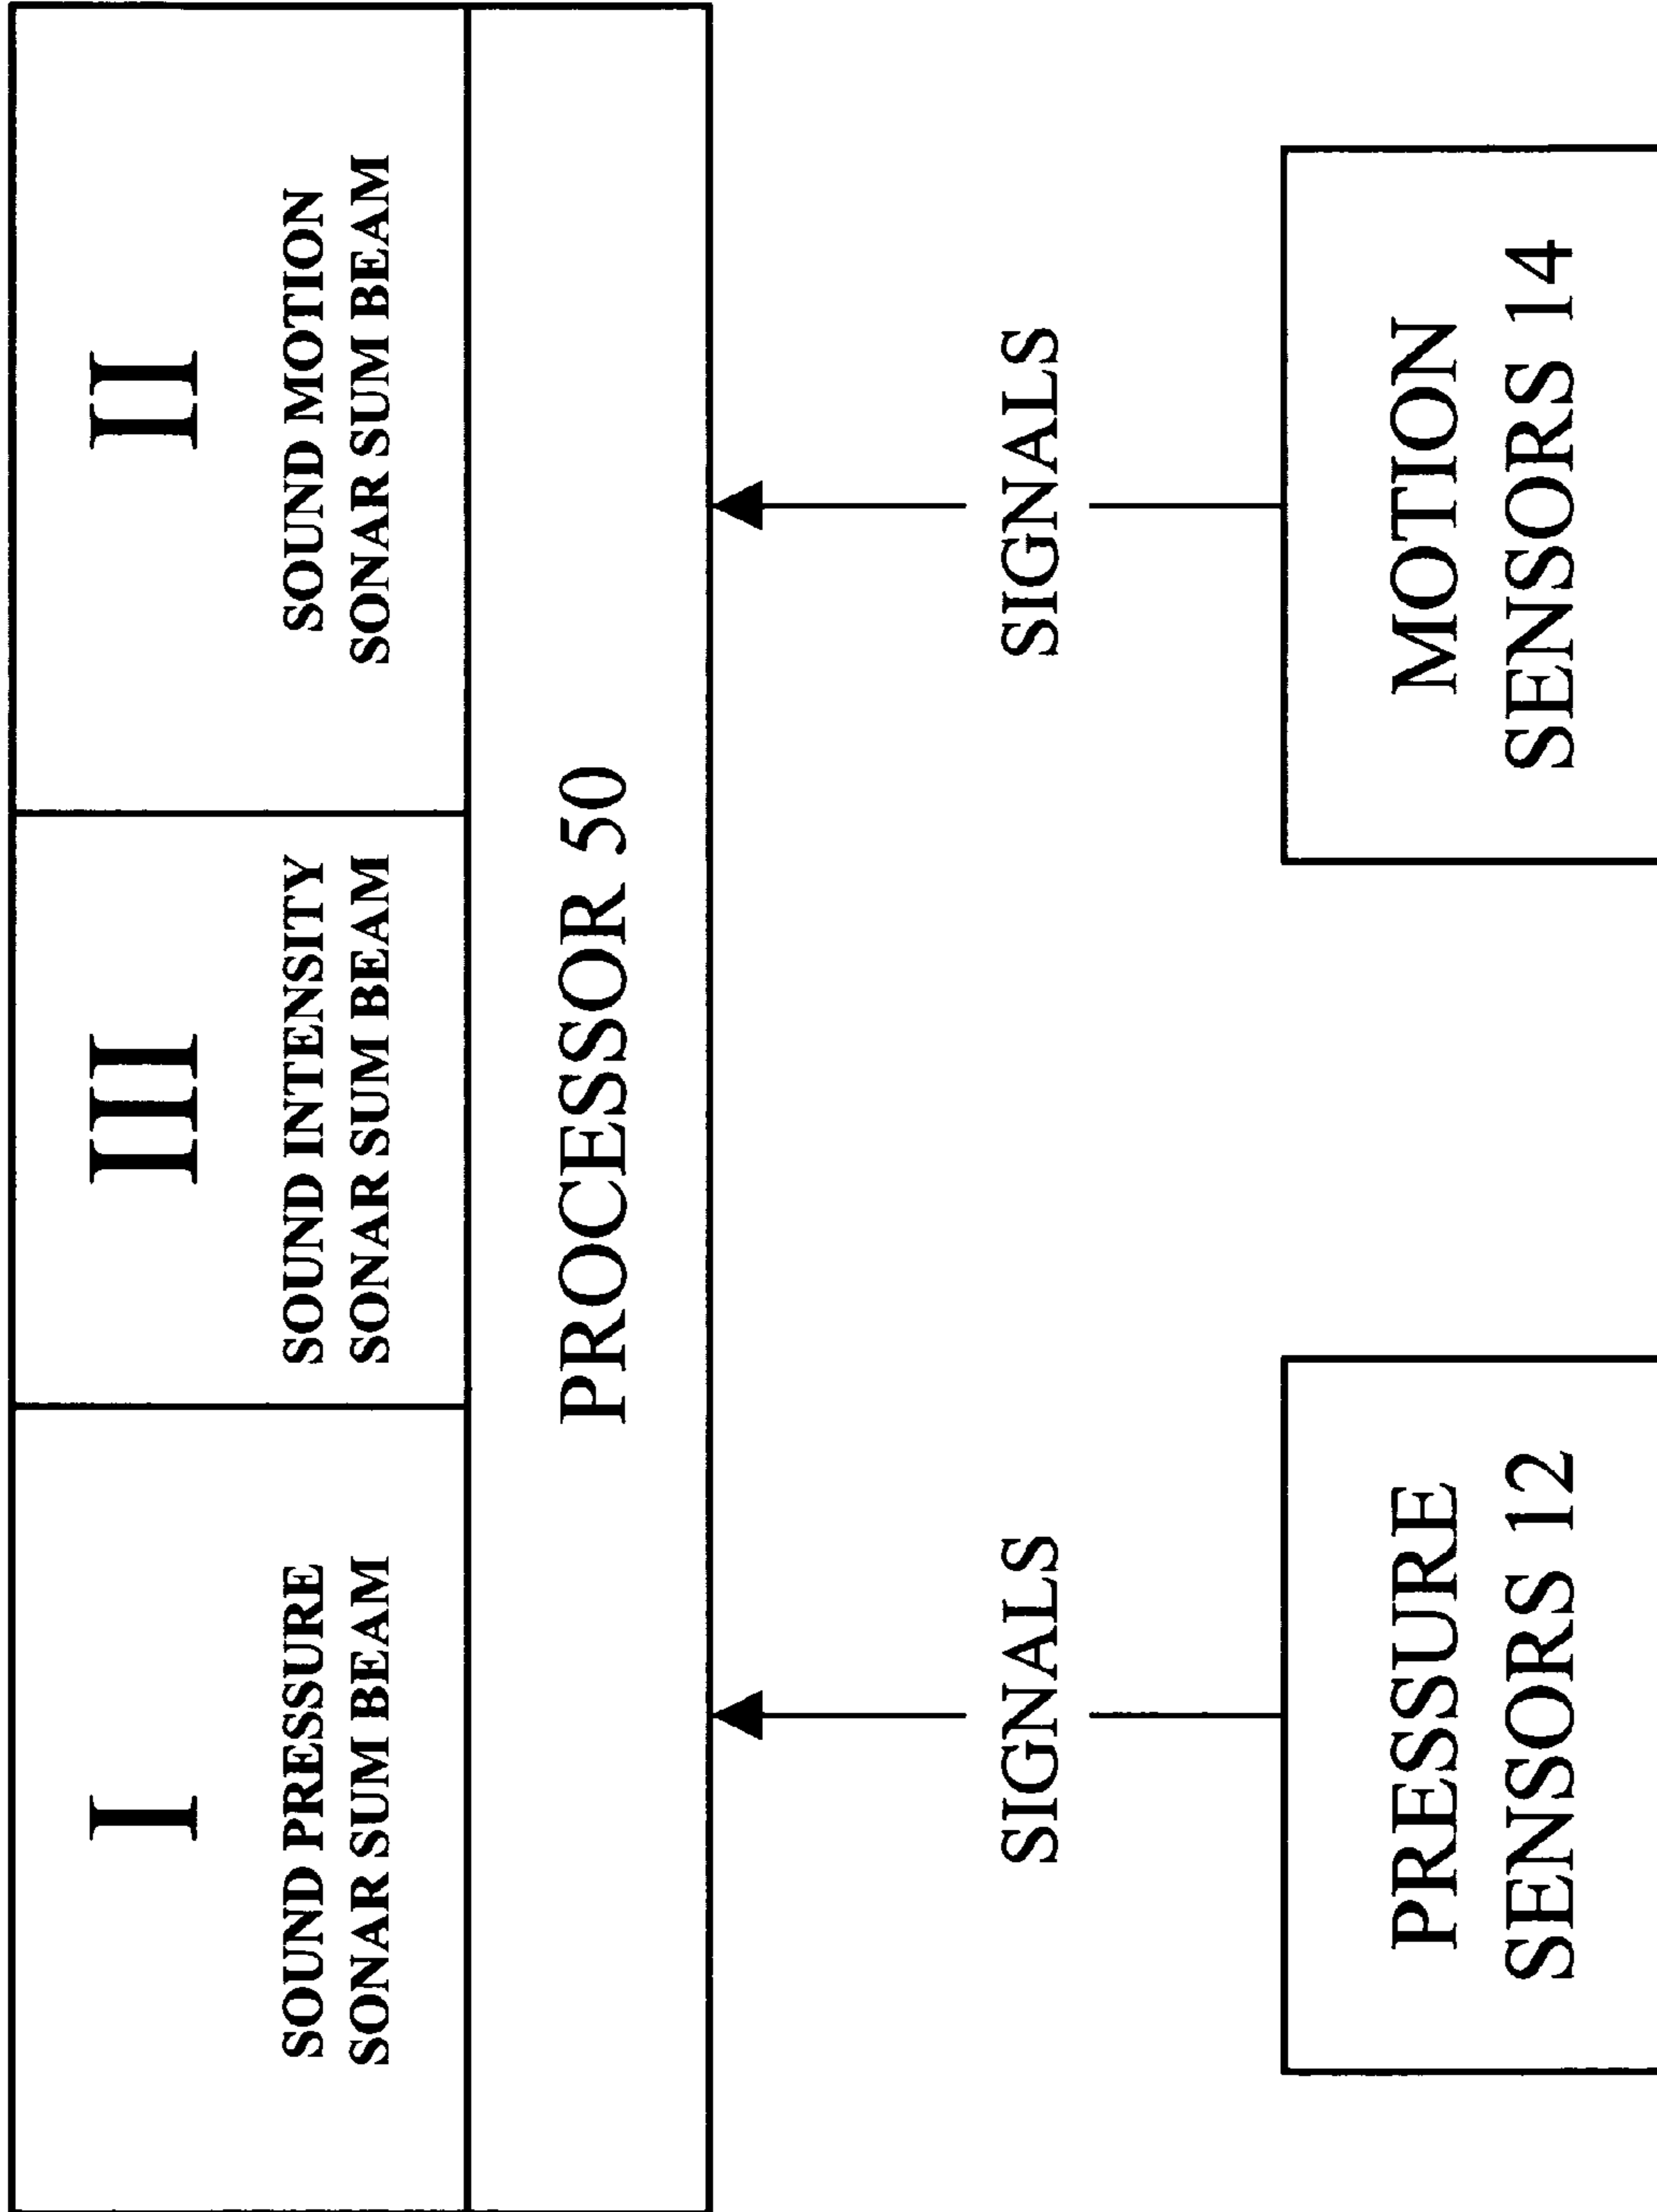 I
SOUND PRESSURE
SONAR SUM BEAM
III
SOUND INTENSITY
SONAR SUM BEAM
II
SOUND MOTION
SONAR SUM BEAM
PROCESSOR 50
SIGNALS
SIGNALS
PRESSURE
SENSORS 12
MOTION
SENSORS 14